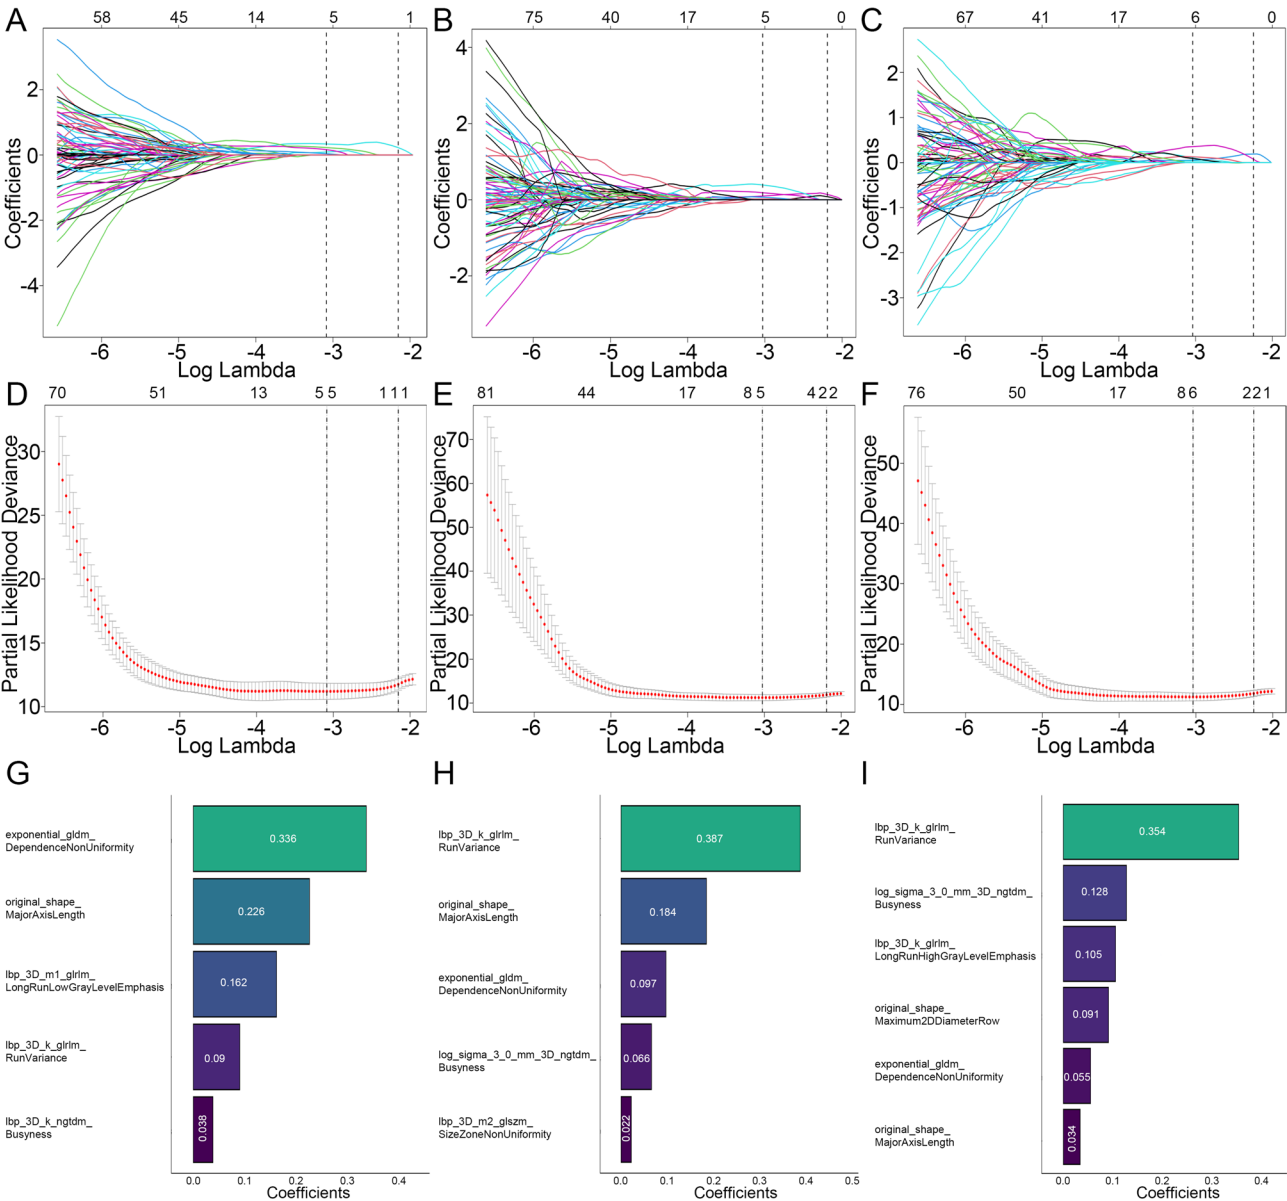 A
58 45 14 5 1
Coefficients
2
0
-2
-4
-6 -5 -4 -3 -2
Log Lambda
B
75 40 17 5 0
Coefficients
4
2
0
-2
-6 -5 -4 -3 -2
Log Lambda
C
67 41 17 6 0
Coefficients
2
1
0
-1
-2
-3
-6 -5 -4 -3 -2
Log Lambda
D
70 51 13 5 5 1 1 1
Partial Likelihood Deviance
30
25
20
15
10
-6 -5 -4 -3 -2
Log Lambda
E
81 44 17 8 5 4 2 2
Partial Likelihood Deviance
70
60
50
40
30
20
10
-6 -5 -4 -3 -2
Log Lambda
F
76 50 17 8 6 2 2 1
50
40
30
20
10
-6 -5 -4 -3 -2
Log Lambda
G
exponential_gldm_
DependenceNonUniformity
0.336
original_shape_
MajorAxisLength
0.226
lbp_3D_m1_glrlm_
LongRunLowGrayLevelEmphasis
0.162
lbp_3D_k_glrlm_
RunVariance
0.09
lbp_3D_k_ngtdm_
Busyness
0.038
0.0 0.1 0.2 0.3 0.4
Coefficients
H
lbp_3D_k_glrlm_
RunVariance
0.387
original_shape_
MajorAxisLength
0.184
exponential_gldm_
DependenceNonUniformity
0.097
log_sigma_3_0_mm_3D_ngtdm_
Busyness
0.066
lbp_3D_m2_glszm_
SizeZoneNonUniformity
0.022
0.0 0.1 0.2 0.3 0.4 0.5
Coefficients
I
lbp_3D_k_glrlm_
RunVariance
0.354
log_sigma_3_0_mm_3D_ngtdm_
Busyness
0.128
lbp_3D_k_glrlm_
LongRunHighGrayLevelEmphasis
0.105
original_shape_
Maximum2DDiameterRow
0.091
exponential_gldm_
DependenceNonUniformity
0.055
original_shape_
MajorAxisLength
0.034
0.0 0.1 0.2 0.3 0.4
Coefficients